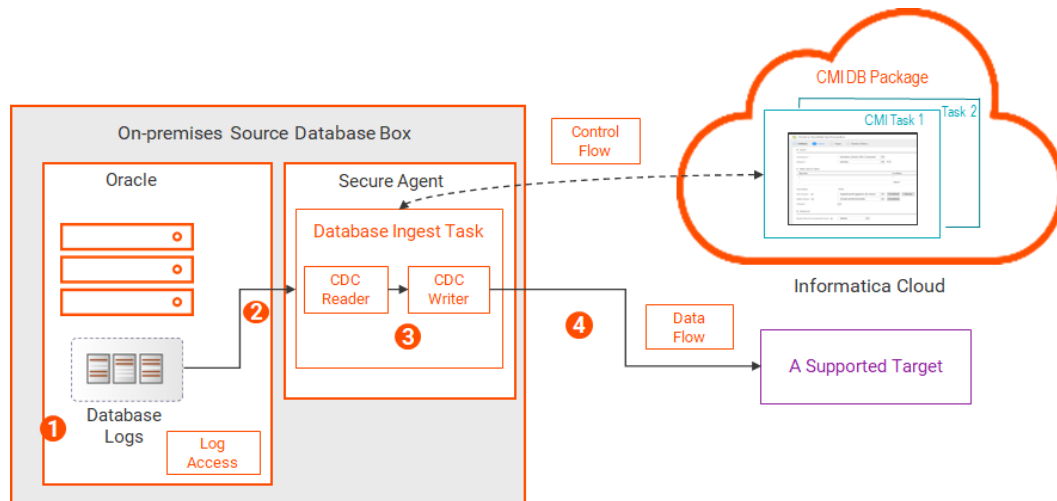 CMI DB Package
CMI Task 1
Task 2
On-premises Source Database Box
Control
Flow
Oracle
Secure Agent
Database Ingest Task
CDC
Reader
CDC
Writer
Informatica Cloud
2
3
4
Data
Flow
A Supported Target
1
Database
Logs
Log
Access